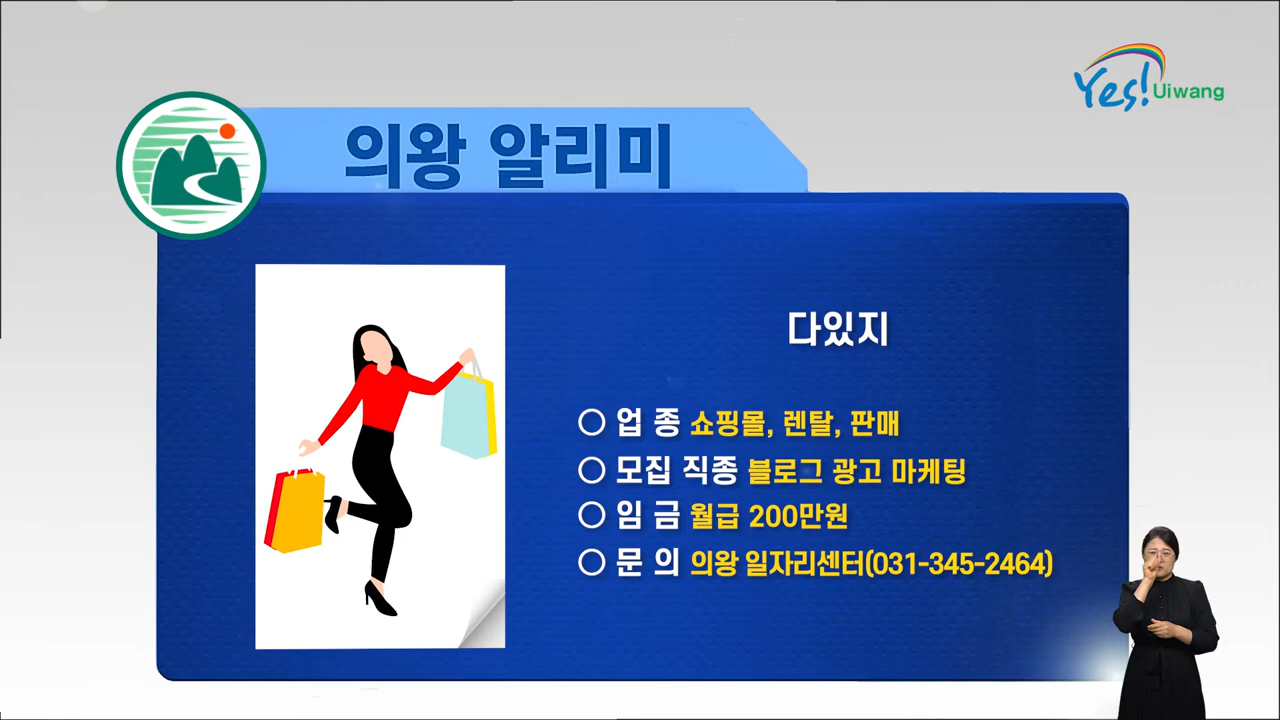 Yes! Uiwang
의왕 알리미
다있지
○ 업 종 쇼핑몰, 렌탈, 판매
○ 모집 직종 블로그 광고 마케팅
○ 임 금 월급 200만원
○ 문 의 의왕 일자리센터(031-345-2464)